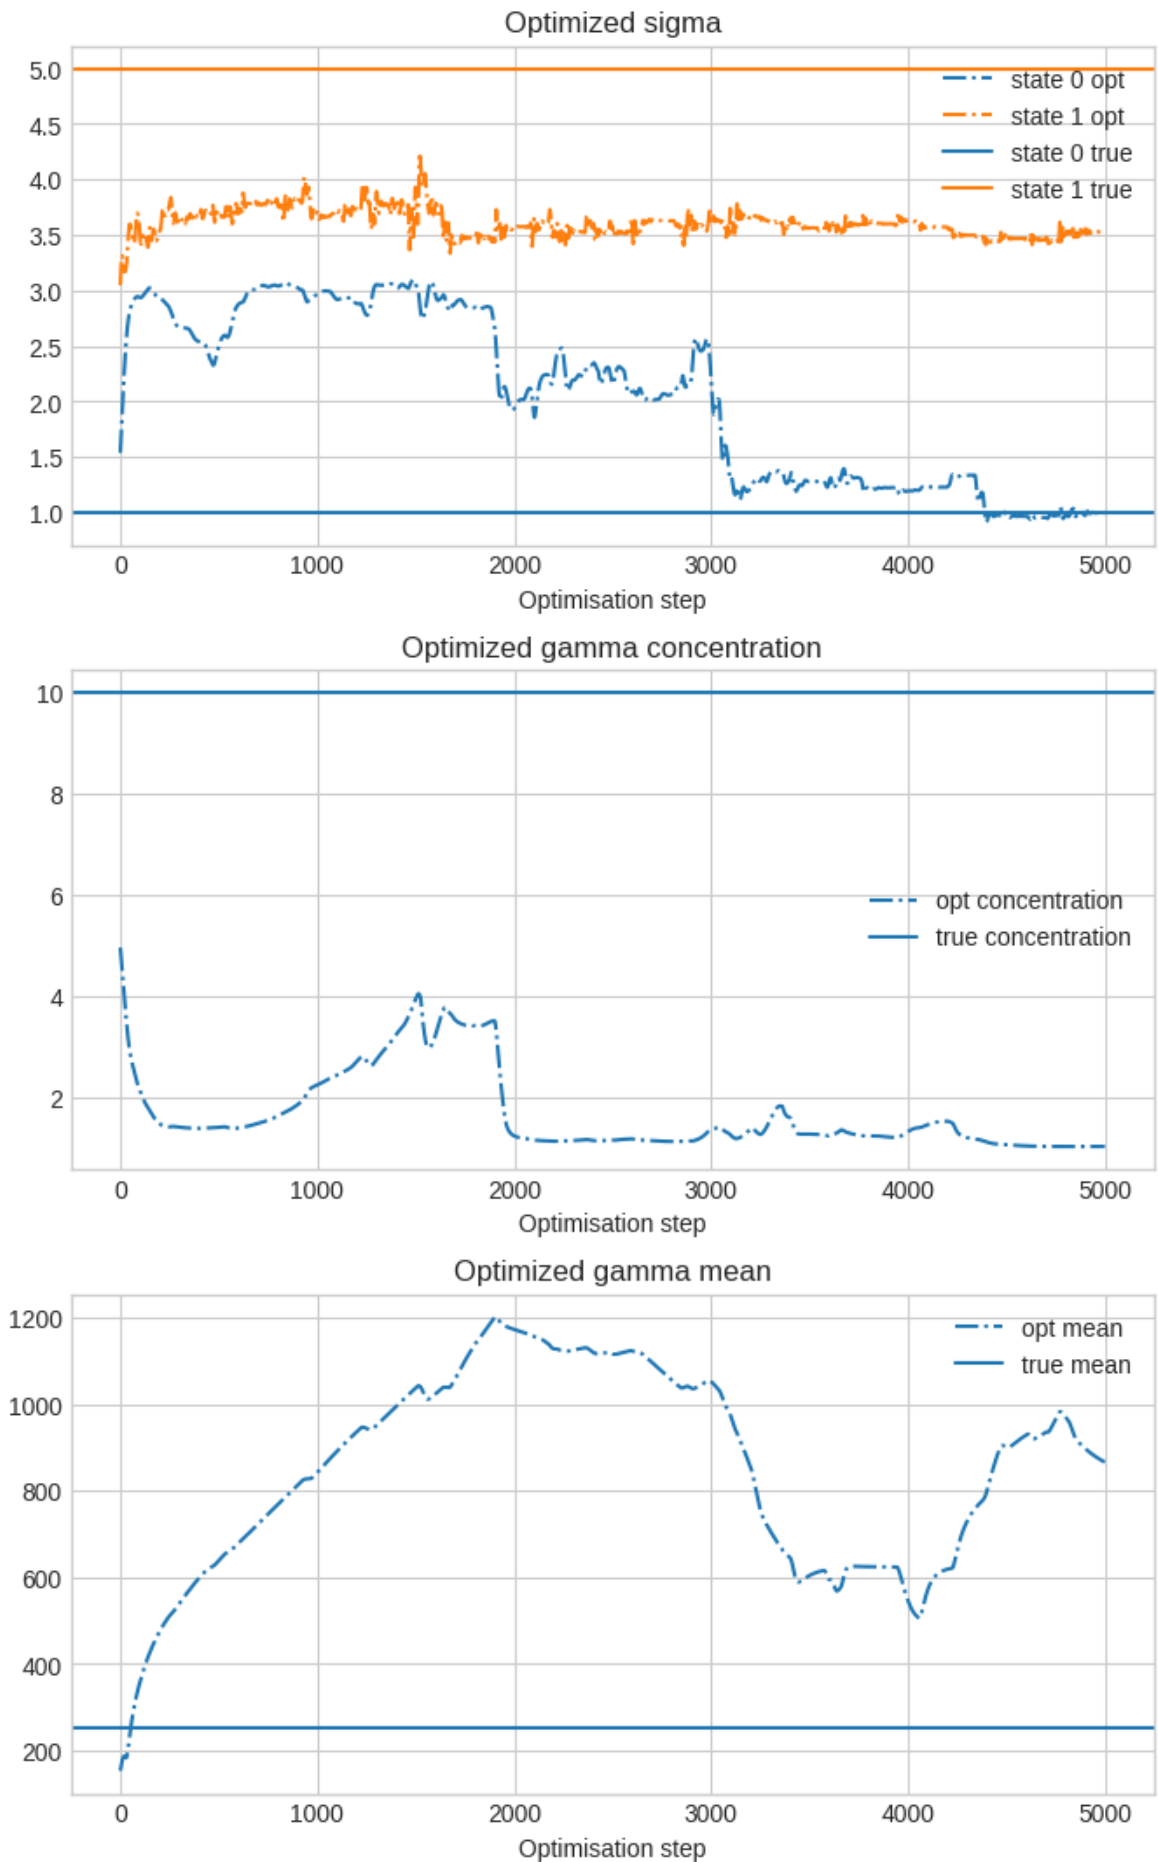 Optimized sigma
5.0
4.5
4.0
3.5
3.0
2.5
2.0
1.5
1.0
state 0 opt
state 1 opt
state 0 true
state 1 true
0 1000 2000 3000 4000 5000
Optimisation step
Optimized gamma concentration
10
8
6
4
2
opt concentration
true concentration
0 1000 2000 3000 4000 5000
Optimisation step
Optimized gamma mean
1200
1000
800
600
400
200
opt mean
true mean
0 1000 2000 3000 4000 5000
Optimisation step